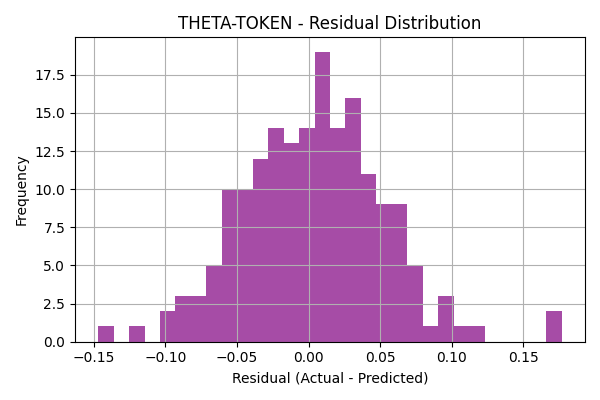 THETA-TOKEN - Residual Distribution
Frequency
17.5
15.0
12.5
10.0
7.5
5.0
2.5
0.0
−0.15 −0.10 −0.05 0.00 0.05 0.10 0.15
Residual (Actual - Predicted)